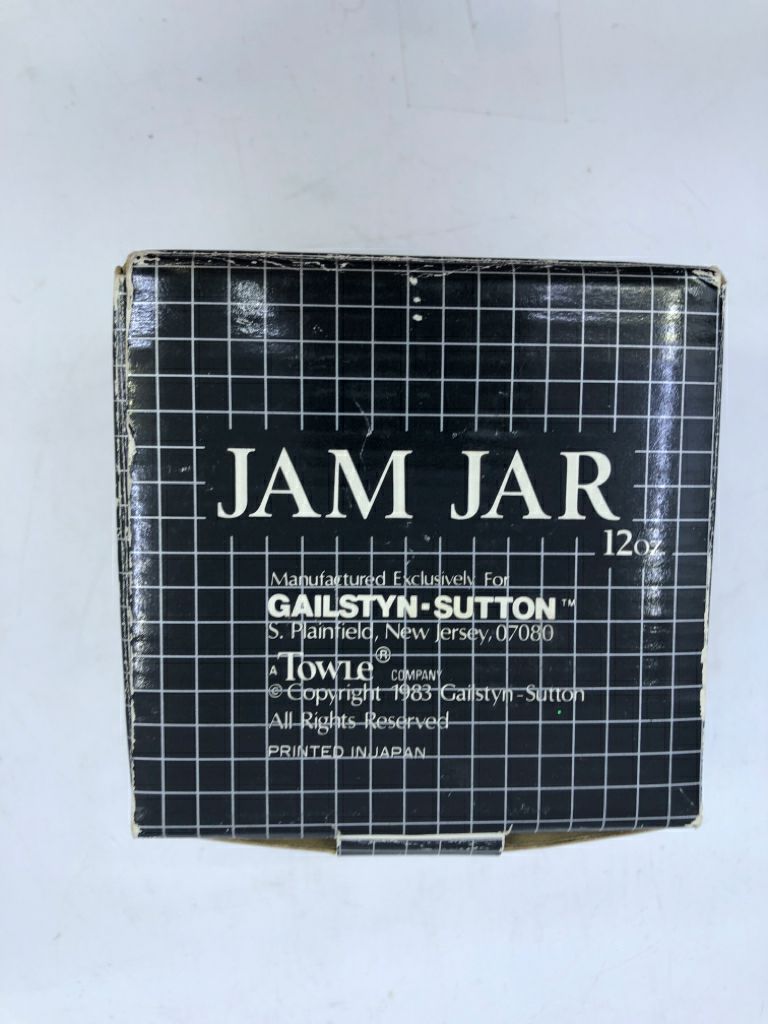 JAM JAR
12oz.
Manufactured Exclusively For
GAILSTYN-SUTTON™
S. Plainfield, New Jersey, 07080
A TOWLE® COMPANY
© Copyright 1983 Gailstyn-Sutton
All Rights Reserved
PRINTED IN JAPAN